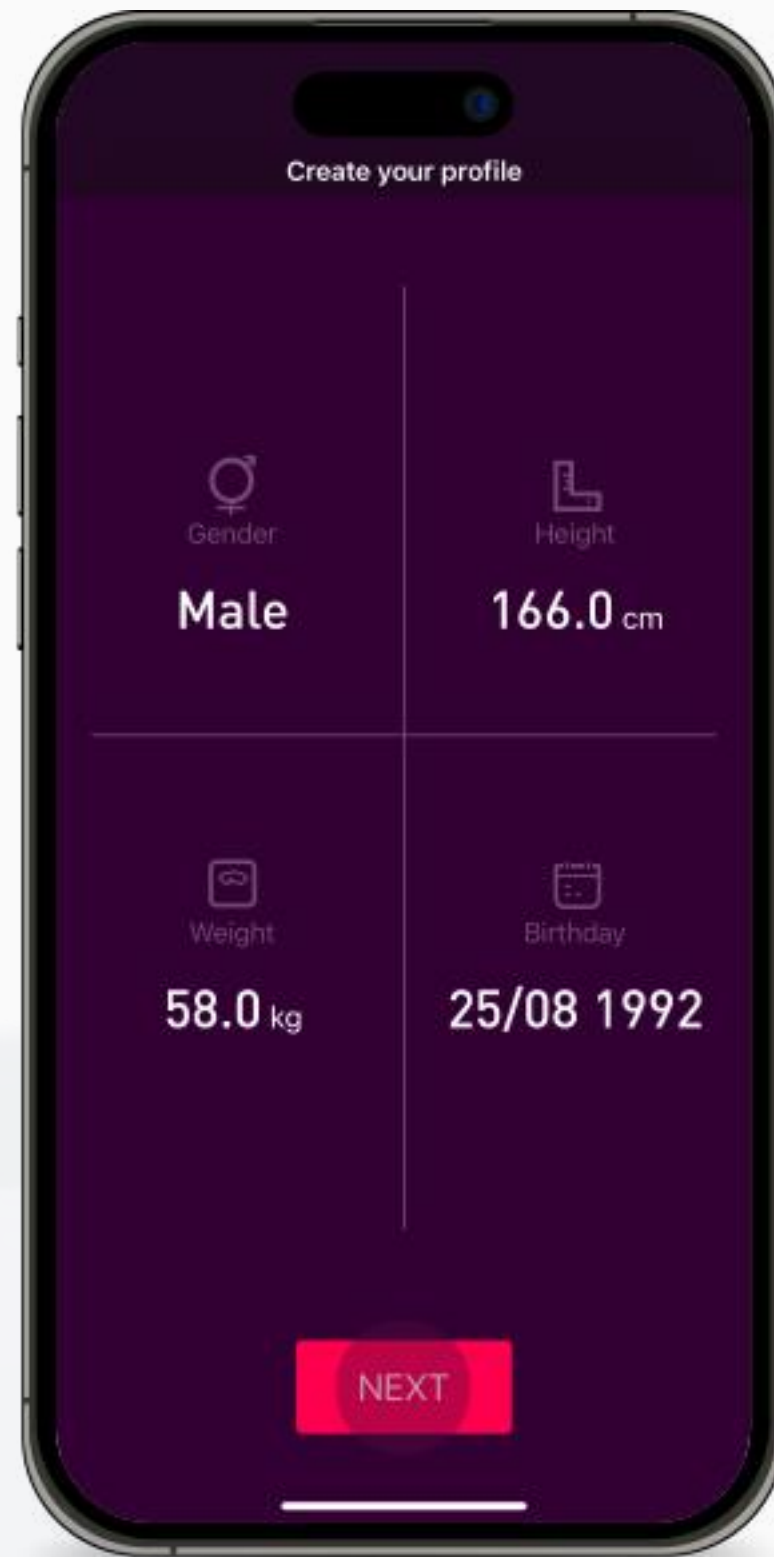 Create your profile
Gender
Male
Height
166.0 cm
Weight
58.0 kg
Birthday
25/08 1992
NEXT